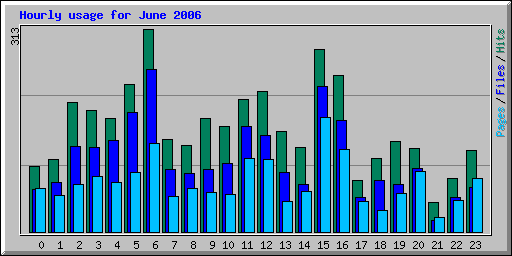 Hourly usage for June 2006
313
Pages / Files / Hits
0 1 2 3 4 5 6 7 8 9 10 11 12 13 14 15 16 17 18 19 20 21 22 23